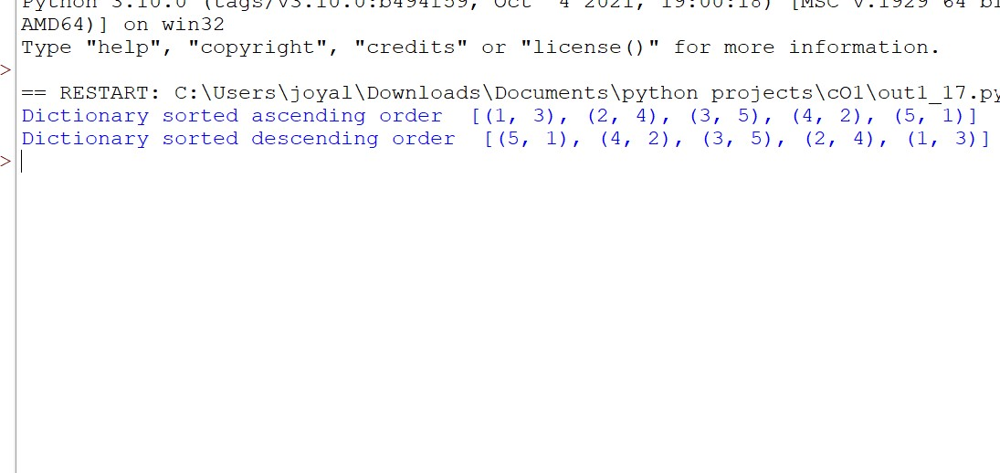 Python 3.10.0 (tags/v3.10.0:b494f59, Oct  4 2021, 19:00:18) [MSC v.1929 64
AMD64)] on win32
Type "help", "copyright", "credits" or "license()" for more information.
>
== RESTART: C:\Users\joyal\Downloads\Documents\python projects\cO1\out1_17.py
Dictionary sorted ascending order  [(1, 3), (2, 4), (3, 5), (4, 2), (5, 1)]
Dictionary sorted descending order  [(5, 1), (4, 2), (3, 5), (2, 4), (1, 3)]
>